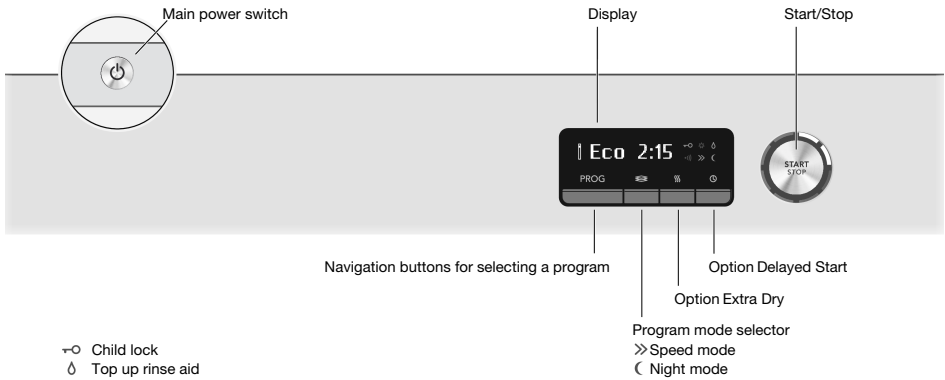 Main power switch
Display
Start/Stop
Eco 2:15
PROG
START
STOP
Navigation buttons for selecting a program
Option Delayed Start
Option Extra Dry
Program mode selector
Speed mode
Night mode
Child lock
Top up rinse aid